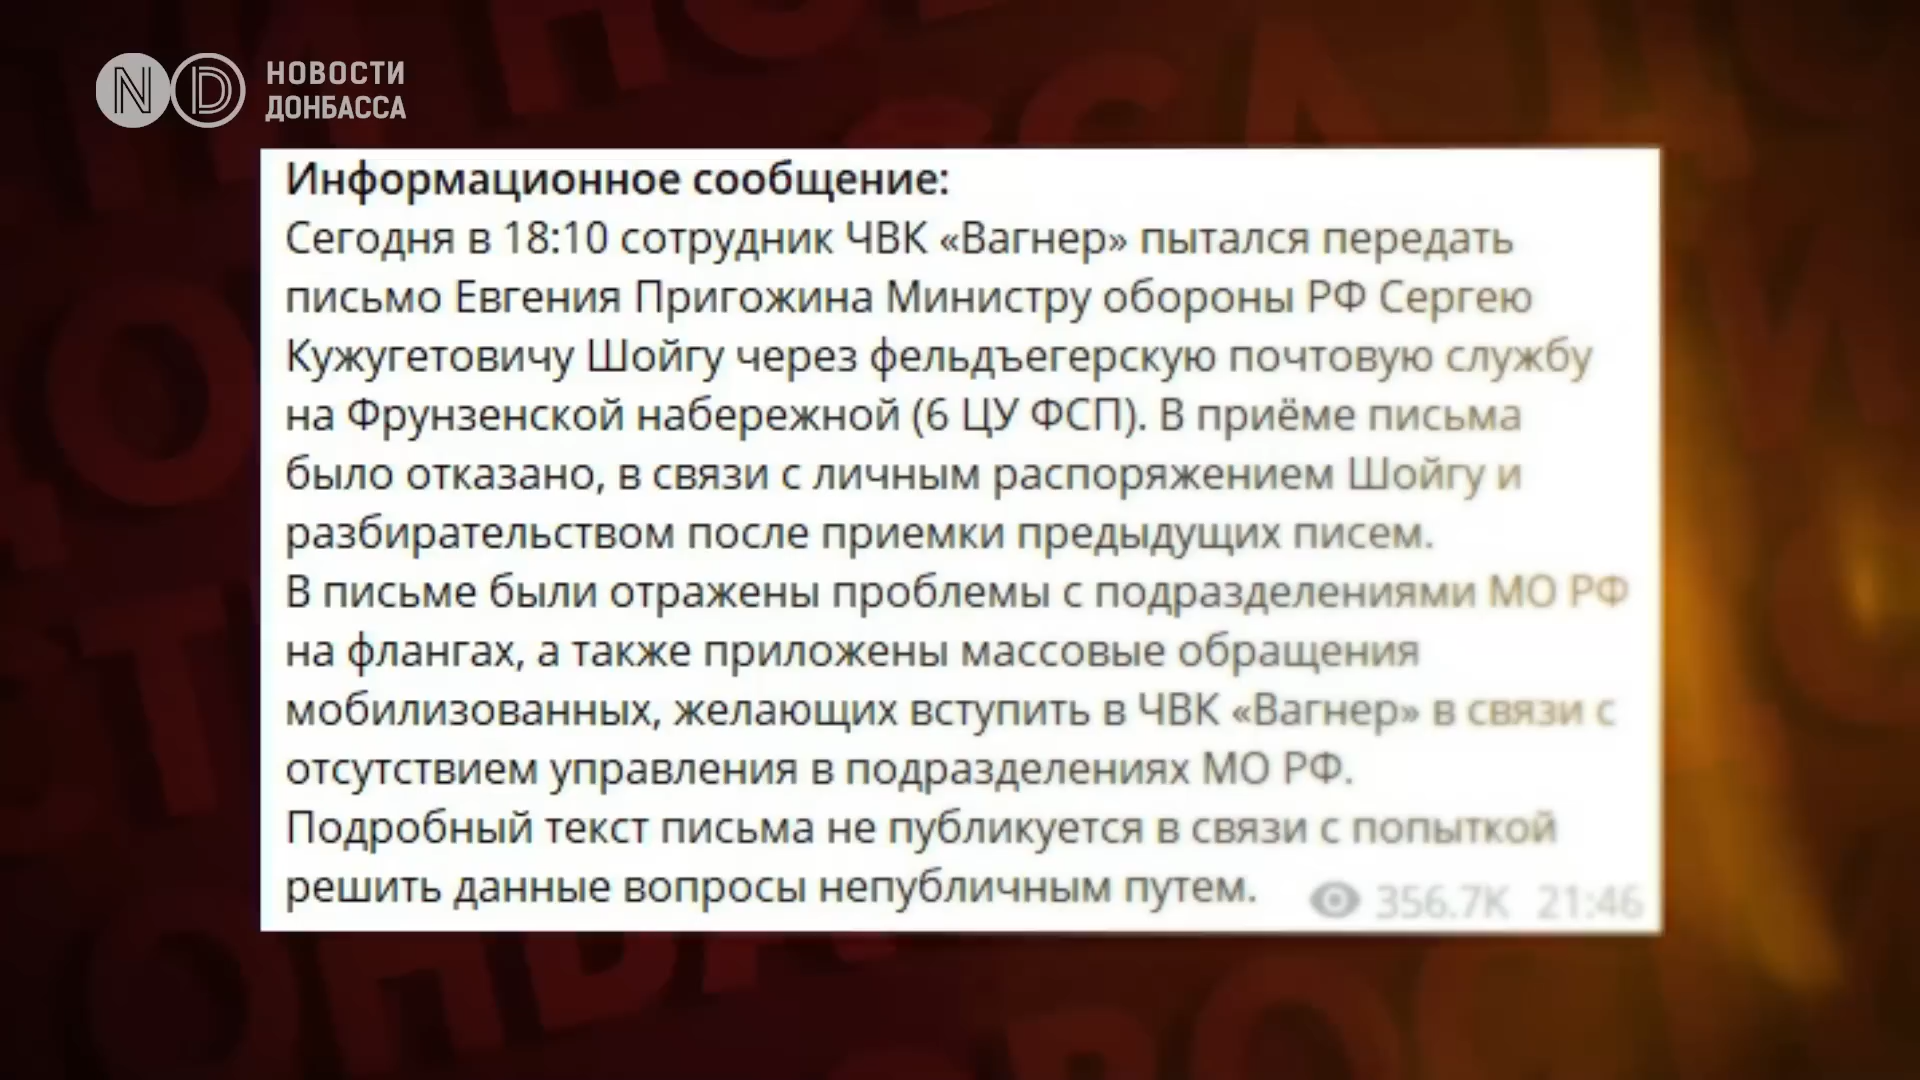 ND НОВОСТИ
ДОНБАССА
Информационное сообщение:
Сегодня в 18:10 сотрудник ЧВК «Вагнер» пытался передать
письмо Евгения Пригожина Министру обороны РФ Сергею
Кужугетовичу Шойгу через фельдъегерскую почтовую службу
на Фрунзенской набережной (6 ЦУ ФСП). В приёме письма
было отказано, в связи с личным распоряжением Шойгу и
разбирательством после приемки предыдущих писем.
В письме были отражены проблемы с подразделениями МО РФ
на флангах, а также приложены массовые обращения
мобилизованных, желающих вступить в ЧВК «Вагнер» в связи с
отсутствием управления в подразделениях МО РФ.
Подробный текст письма не публикуется в связи с попыткой
решить данные вопросы непубличным путем.
356.7K 21:46